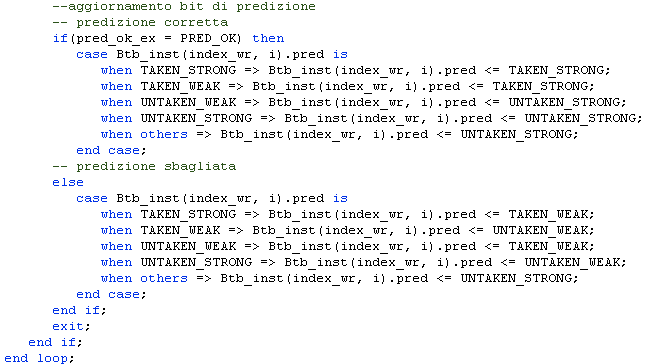 --aggiornamento bit di predizione
-- predizione corretta
if(pred_ok_ex = PRED_OK) then
case Btb_inst(index_wr, i).pred is
when TAKEN_STRONG => Btb_inst(index_wr, i).pred <= TAKEN_STRONG;
when TAKEN_WEAK => Btb_inst(index_wr, i).pred <= TAKEN_STRONG;
when UNTAKEN_WEAK => Btb_inst(index_wr, i).pred <= UNTAKEN_STRONG;
when UNTAKEN_STRONG => Btb_inst(index_wr, i).pred <= UNTAKEN_STRONG;
when others => Btb_inst(index_wr, i).pred <= UNTAKEN_STRONG;
end case;
-- predizione sbagliata
else
case Btb_inst(index_wr, i).pred is
when TAKEN_STRONG => Btb_inst(index_wr, i).pred <= TAKEN_WEAK;
when TAKEN_WEAK => Btb_inst(index_wr, i).pred <= UNTAKEN_WEAK;
when UNTAKEN_WEAK => Btb_inst(index_wr, i).pred <= TAKEN_WEAK;
when UNTAKEN_STRONG => Btb_inst(index_wr, i).pred <= UNTAKEN_WEAK;
when others => Btb_inst(index_wr, i).pred <= UNTAKEN_STRONG;
end case;
end if;
exit;
end if;
end loop;